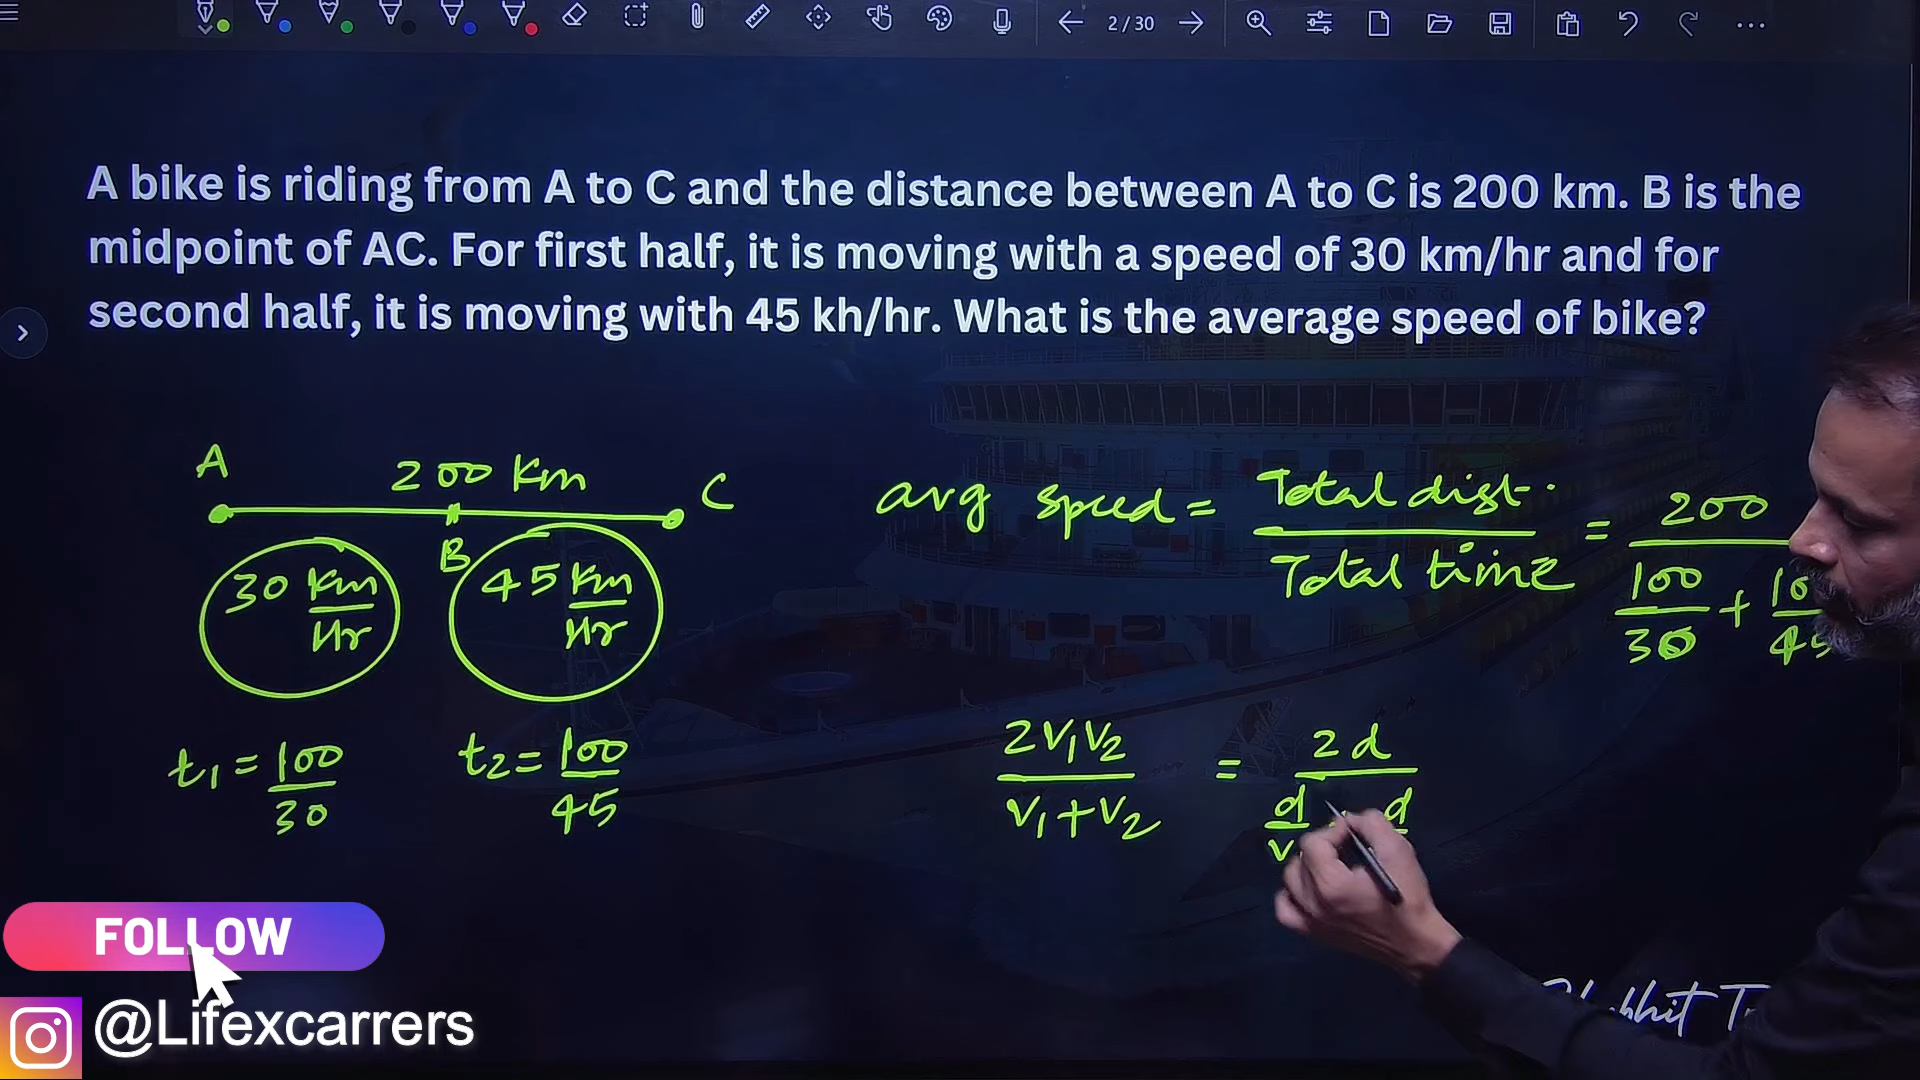 2 / 30
A bike is riding from A to C and the distance between A to C is 200 km. B is the
midpoint of AC. For first half, it is moving with a speed of 30 km/hr and for
second half, it is moving with 45 kh/hr. What is the average speed of bike?
A 200 Km C
B
30 Km/Hr 45 Km/Hr
t1 = 100/30 t2 = 100/45
avg speed = Total dist. / Total time = 200 / 100/30 +
2V1V2 / V1+V2 = 2d / d d
FOLLOW
@Lifexcarrers